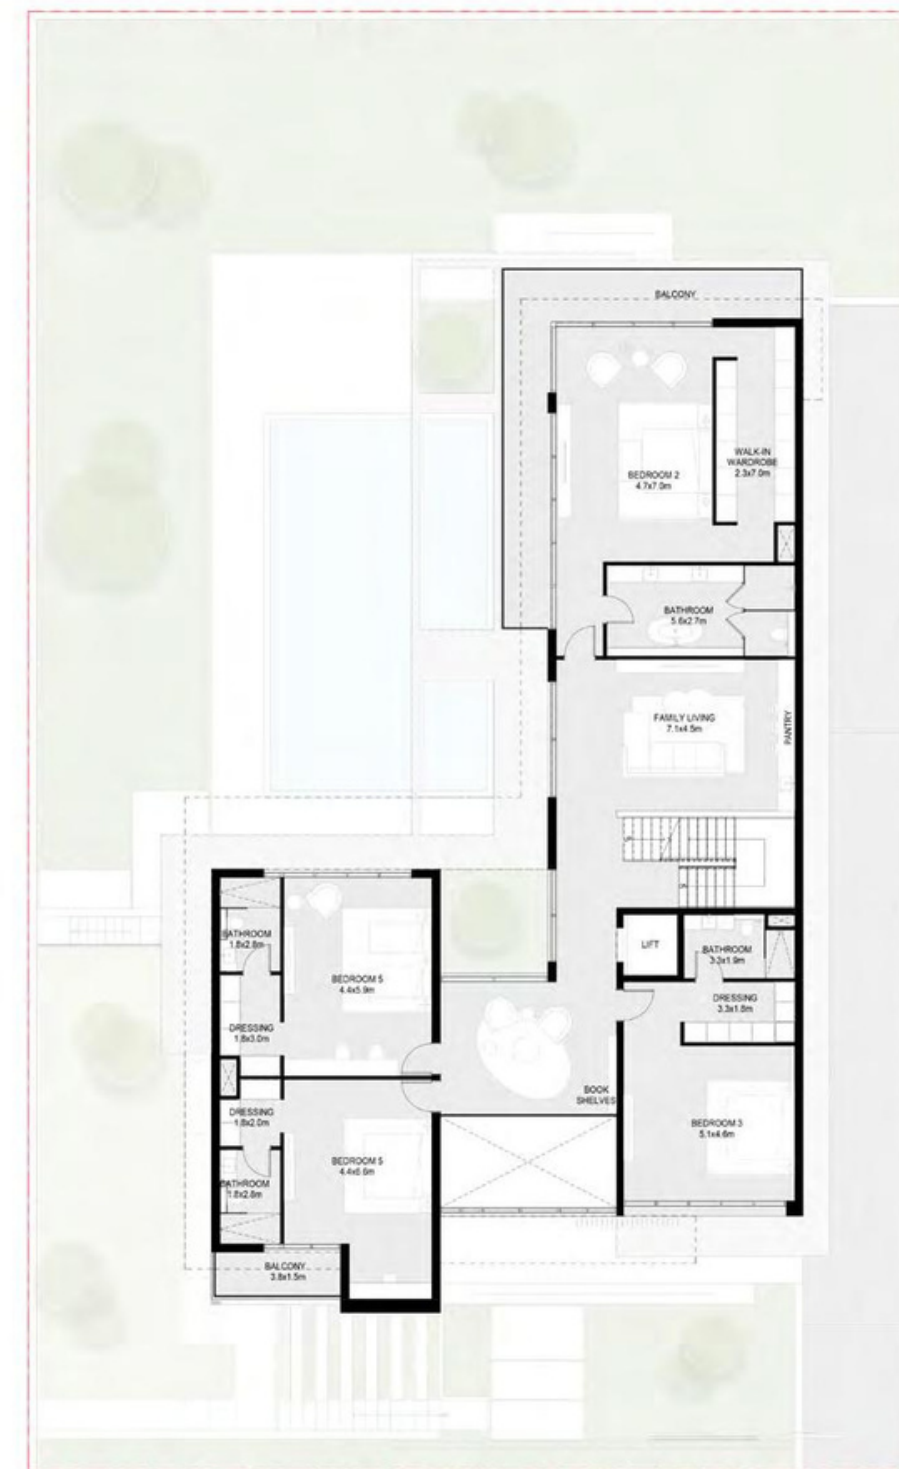 BALCONY
WALK-IN
WARDROBE
2.3x7.0m
BEDROOM 2
4.7x7.0m
BATHROOM
5.6x2.7m
FAMILY LIVING
7.1x4.5m
PANTRY
LIFT
BATHROOM
3.3x1.9m
DRESSING
3.3x1.8m
BATHROOM
1.8x2.8m
BEDROOM 5
4.4x5.9m
DRESSING
1.8x3.0m
BOOK
SHELVES
DRESSING
1.8x2.0m
BEDROOM 3
5.1x4.6m
BEDROOM 5
4.4x6.6m
BATHROOM
1.8x2.8m
BALCONY
3.8x1.5m